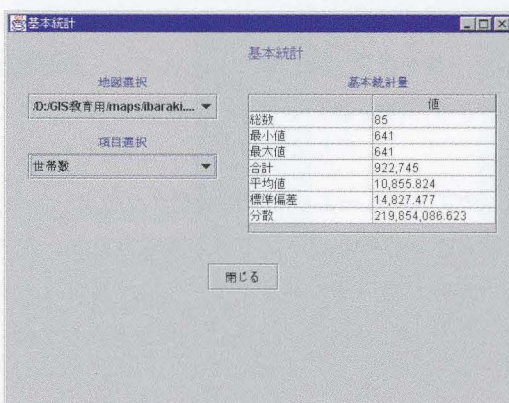 基本統計
基本統計
地図選択
/D:/GIS教育用/maps/ibaraki....
項目選択
世帯数
基本統計量
値
総数 85
最小値 641
最大値 641
合計 922,745
平均値 10,855.824
標準偏差 14,827.477
分散 219,854,086.623
閉じる